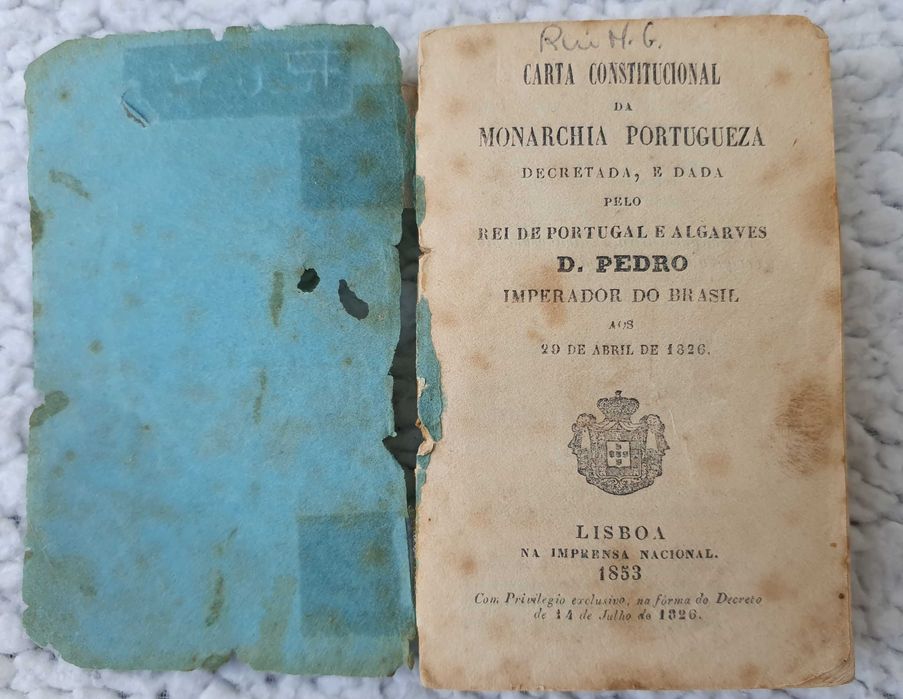 Rui N. G.
CARTA CONSTITUCIONAL
DA
MONARCHIA PORTUGUEZA
DECRETADA, E DADA
PELO
REI DE PORTUGAL E ALGARVES
D. PEDRO
IMPERADOR DO BRASIL
AOS
29 DE ABRIL DE 1826.
LISBOA
NA IMPRENSA NACIONAL.
1853
Com Privilegio exclusivo, na fórma do Decreto
de 14 de Julho de 1826.